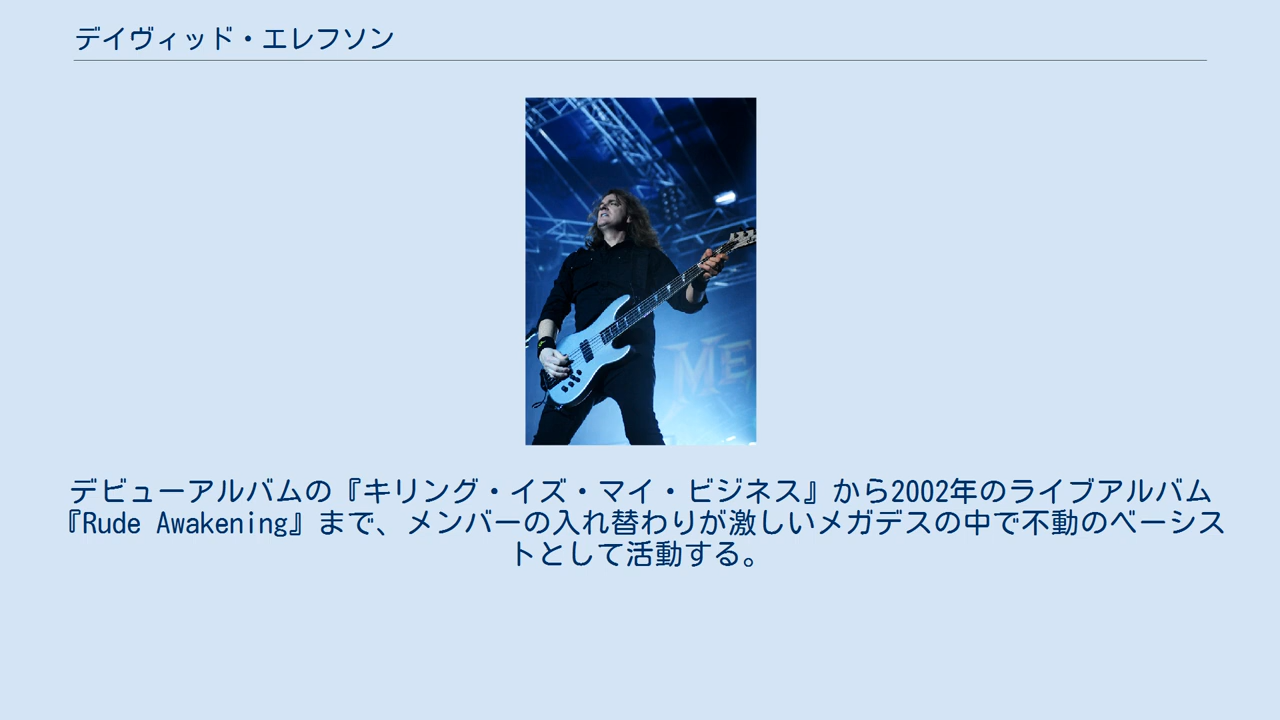 デイヴィッド・エレフソン
ME
デビューアルバムの『キリング・イズ・マイ・ビジネス』から2002年のライブアルバム
『Rude Awakening』まで、メンバーの入れ替わりが激しいメガデスの中で不動のベーシス
トとして活動する。